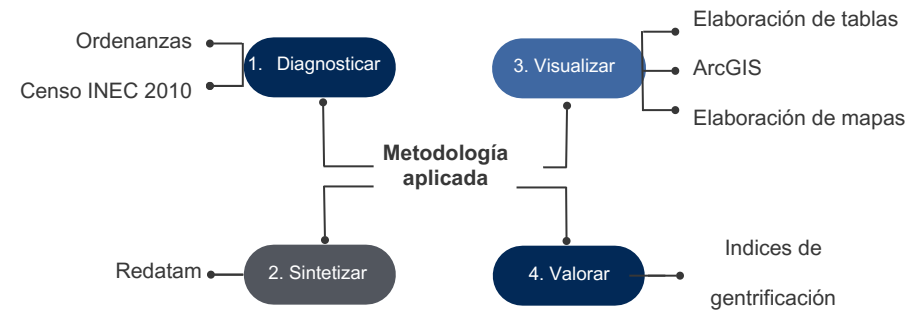 Ordenanzas
Censo INEC 2010
1. Diagnosticar
3. Visualizar
Elaboración de tablas
ArcGIS
Elaboración de mapas
Metodología
aplicada
Redatam
2. Sintetizar
4. Valorar
Indices de
gentrificación